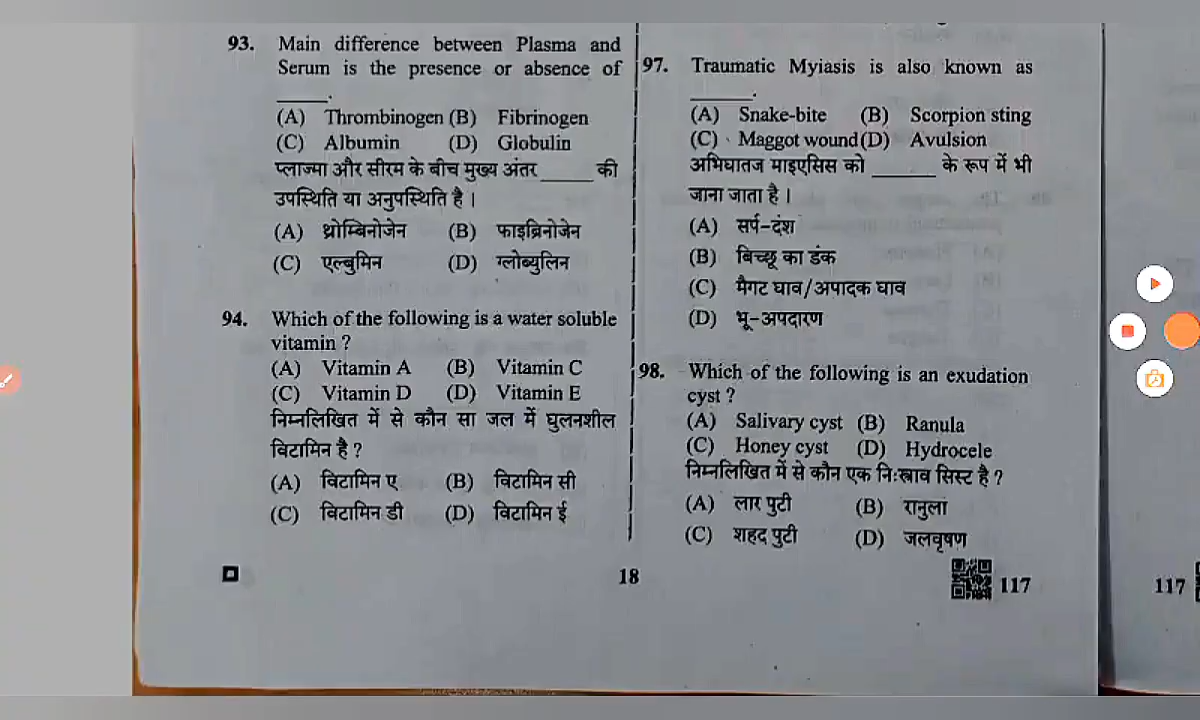 93. Main difference between Plasma and
Serum is the presence or absence of
_____.
(A) Thrombinogen (B) Fibrinogen
(C) Albumin (D) Globulin
प्लाज्मा और सीरम के बीच मुख्य अंतर _____ की
उपस्थिति या अनुपस्थिति है ।
(A) थ्रोम्बिनोजेन (B) फाइब्रिनोजेन
(C) एल्बुमिन (D) ग्लोब्युलिन
94. Which of the following is a water soluble
vitamin ?
(A) Vitamin A (B) Vitamin C
(C) Vitamin D (D) Vitamin E
निम्नलिखित में से कौन सा जल में घुलनशील
विटामिन है ?
(A) विटामिन ए (B) विटामिन सी
(C) विटामिन डी (D) विटामिन ई
97. Traumatic Myiasis is also known as
______.
(A) Snake-bite (B) Scorpion sting
(C) Maggot wound (D) Avulsion
अभिघातज माइएसिस को ______ के रूप में भी
जाना जाता है ।
(A) सर्प-दंश
(B) बिच्छू का डंक
(C) मैगट घाव/अपादक घाव
(D) भू-अपदारण
98. Which of the following is an exudation
cyst ?
(A) Salivary cyst (B) Ranula
(C) Honey cyst (D) Hydrocele
निम्नलिखित में से कौन एक निःस्राव सिस्ट है ?
(A) लार पुटी (B) रानुला
(C) शहद पुटी (D) जलवृषण
18
117
117